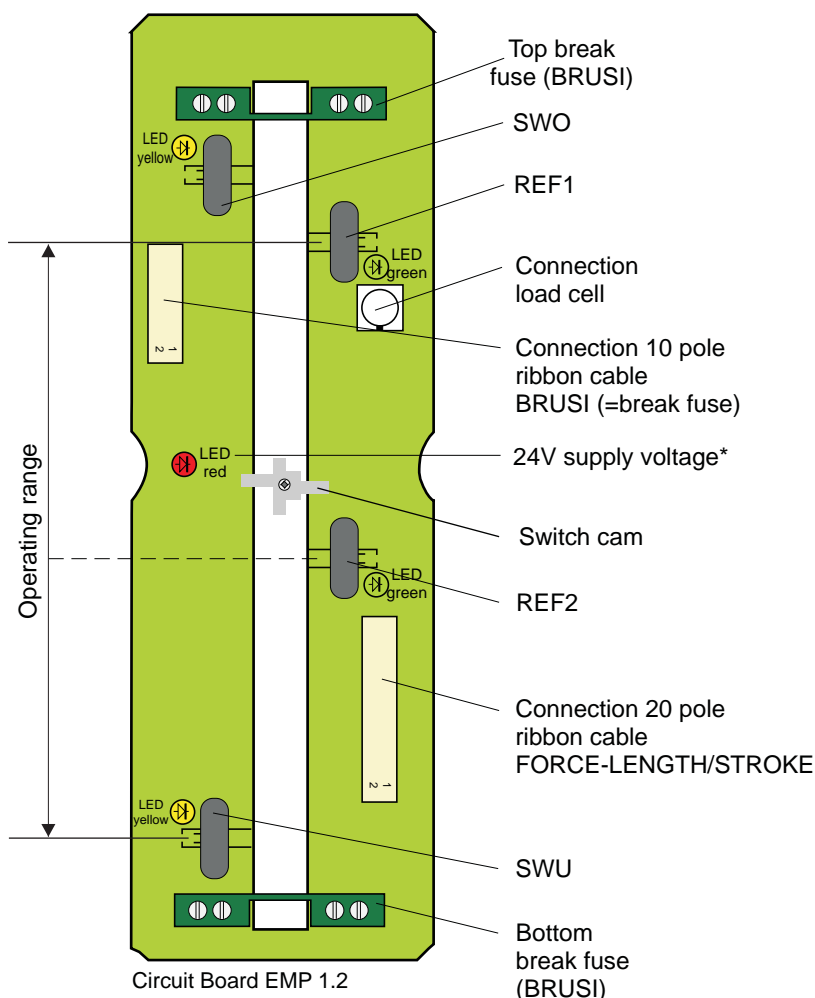 Top break
fuse (BRUSI)
SWO
LED
yellow
REF1
LED
green
Connection
load cell
Connection 10 pole
ribbon cable
BRUSI (=break fuse)
1
2
LED
red
24V supply voltage*
Switch cam
Operating range
LED
green
REF2
Connection 20 pole
ribbon cable
FORCE-LENGTH/STROKE
1
2
LED
yellow
SWU
Bottom
break fuse
(BRUSI)
Circuit Board EMP 1.2